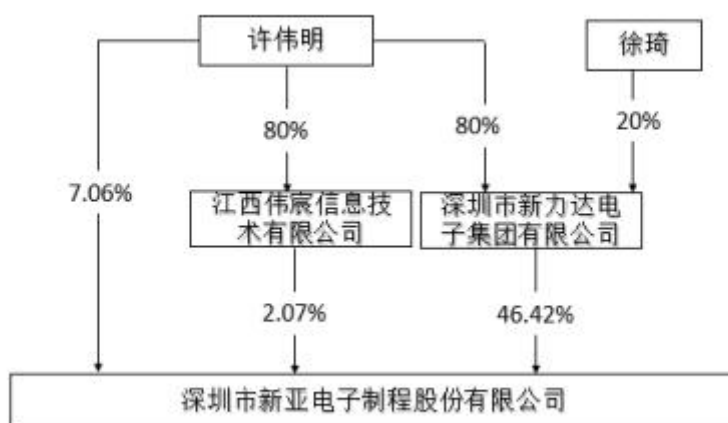 许伟明
徐琦
80%
80%
20%
7.06%
江西伟宸信息技
术有限公司
深圳市新力达电
子集团有限公司
2.07%
46.42%
深圳市新亚电子制程股份有限公司